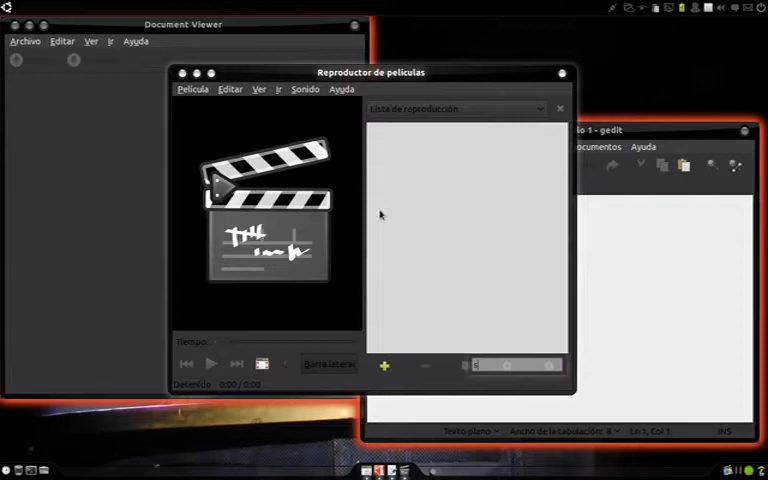 Document Viewer
Archivo Editar Ver Ir Ayuda
Reproductor de películas
Película Editar Ver Ir Sonido Ayuda
Lista de reproducción
lo 1 - gedit
ocumentos Ayuda
Tiempo:
Barra lateral
s
Detenido 0:00 / 0:00
Texto plano Ancho de la tabulación: 8 Ln 1, Col 1 INS